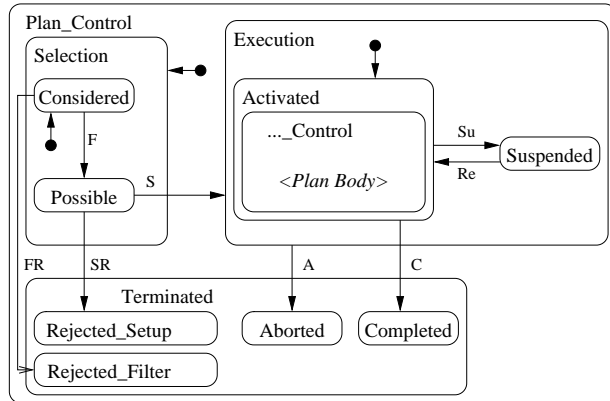 Plan_Control
Execution
Selection
Considered
Activated
..._Control
Su
F
Suspended
Re
Possible
S
<Plan Body>
FR
SR
A
C
Terminated
Rejected_Setup
Aborted
Completed
Rejected_Filter